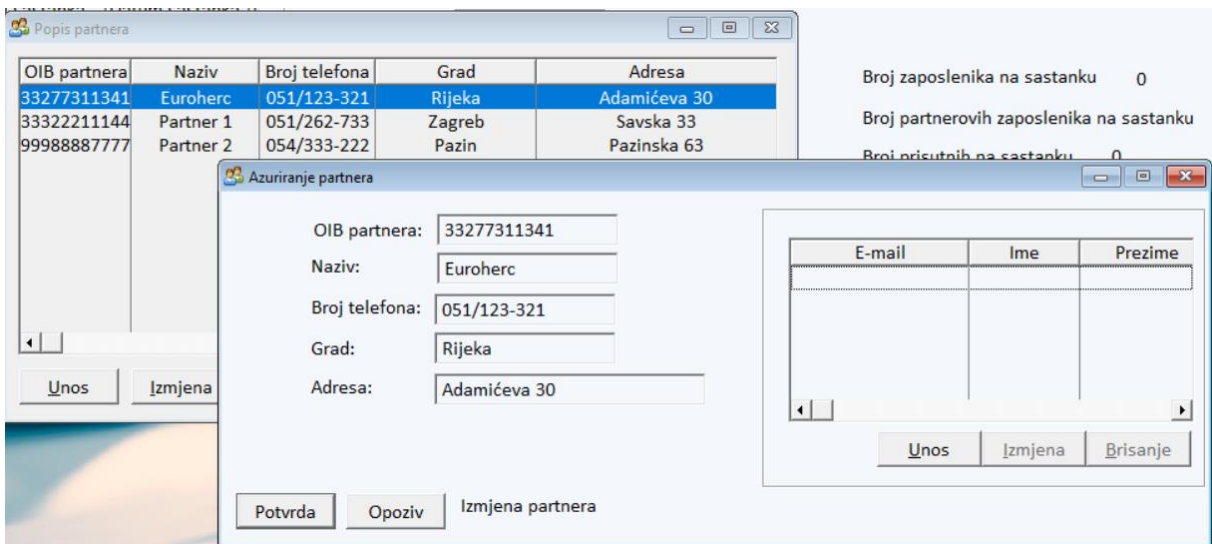 Popis partnera
OIB partnera Naziv Broj telefona Grad Adresa
33277311341 Euroherc 051/123-321 Rijeka Adamićeva 30
33322211144 Partner 1 051/262-733 Zagreb Savska 33
99988887777 Partner 2 054/333-222 Pazin Pazinska 63
Unos Izmjena
Broj zaposlenika na sastanku 0
Broj partnerovih zaposlenika na sastanku
Broj prisutnih na sastanku 0
Azuriranje partnera
OIB partnera: 33277311341
Naziv: Euroherc
Broj telefona: 051/123-321
Grad: Rijeka
Adresa: Adamićeva 30
E-mail Ime Prezime
Unos Izmjena Brisanje
Potvrda Opoziv Izmjena partnera